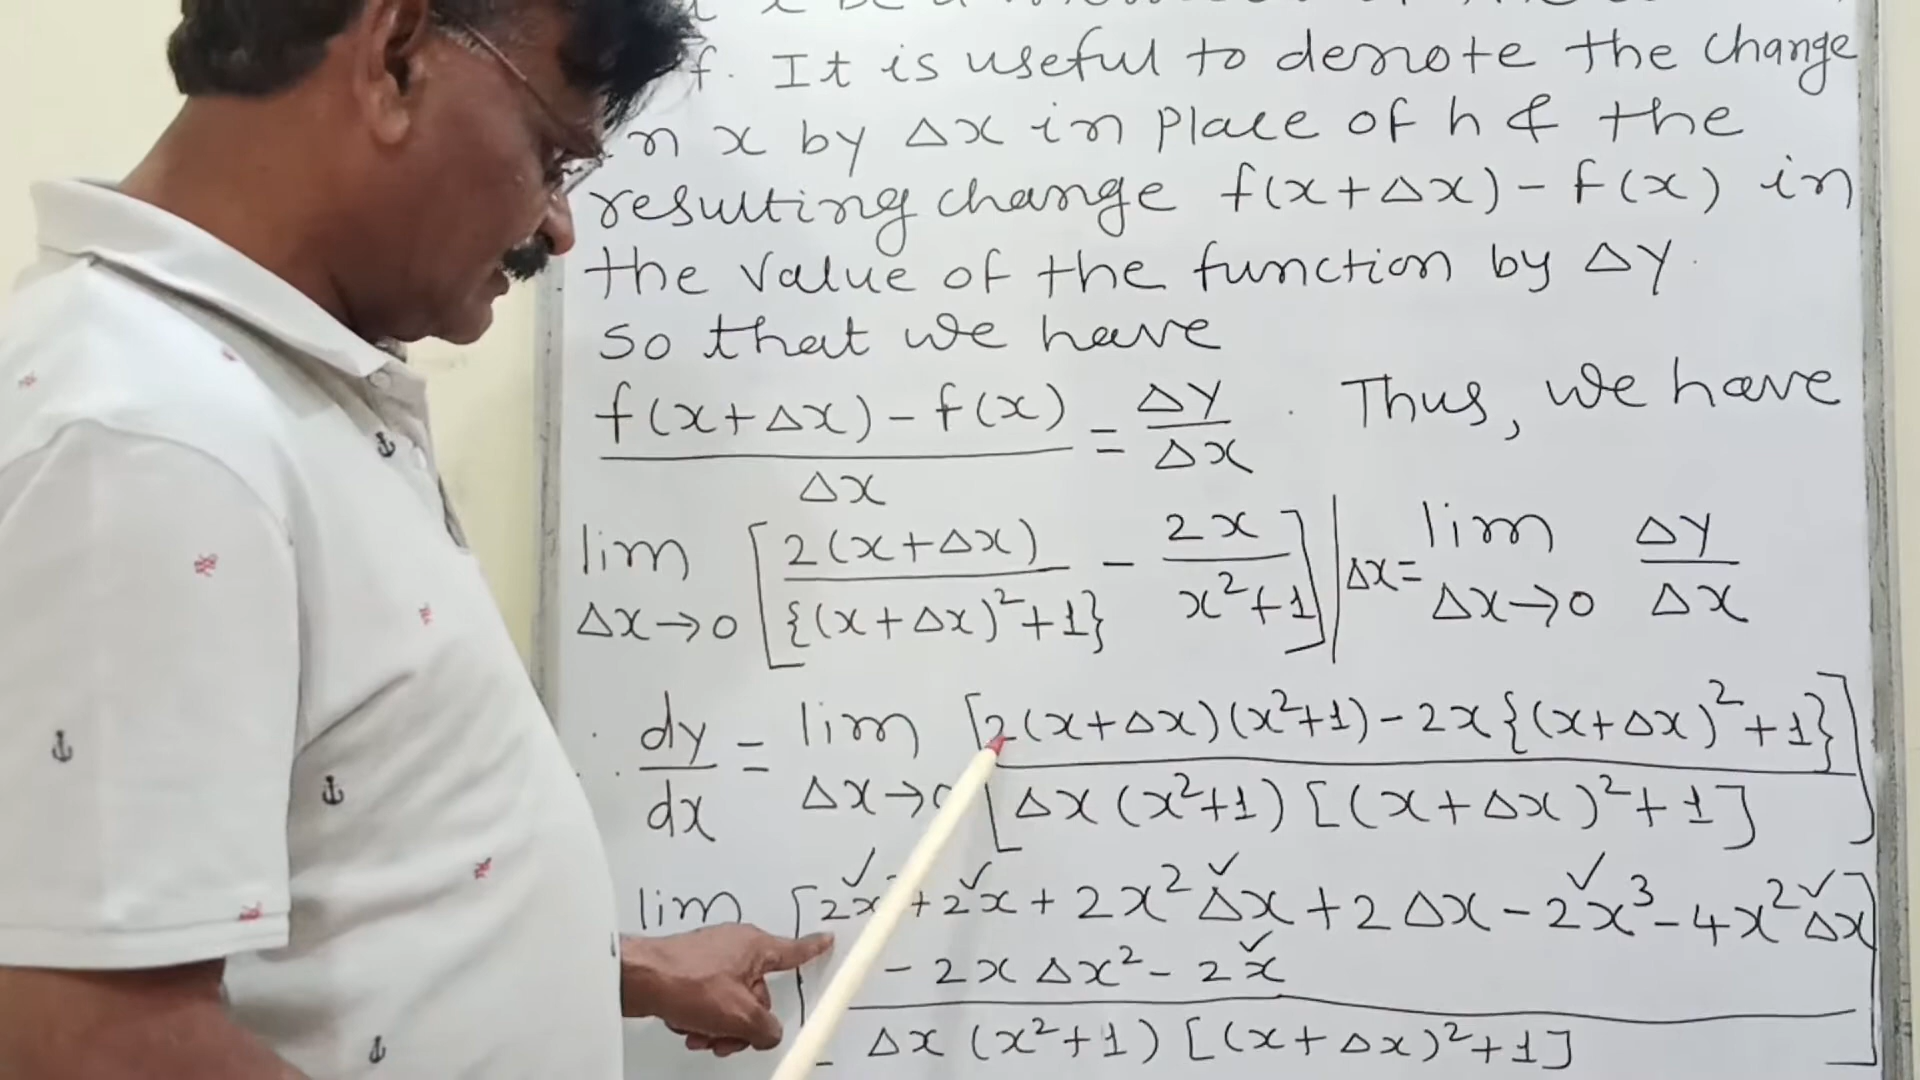 f. It is useful to denote the change
n x by Δx in place of h & the
resulting change f(x+Δx) - f(x) in
the value of the function by ΔY.
so that we have
f(x+Δx) - f(x) / Δx = ΔY / Δx . Thus, we have
lim Δx→0 [2(x+Δx) / {(x+Δx)²+1} - 2x / x²+1] | Δx = lim Δx→0 ΔY / Δx
∴ dy / dx = lim Δx→0 [2(x+Δx)(x²+1) - 2x{(x+Δx)²+1} / Δx(x²+1)[(x+Δx)²+1]]
lim [2x + 2x + 2x²Δx + 2Δx - 2x³ - 4x²Δx
- 2xΔx² - 2x
Δx(x²+1)[(x+Δx)²+1]]